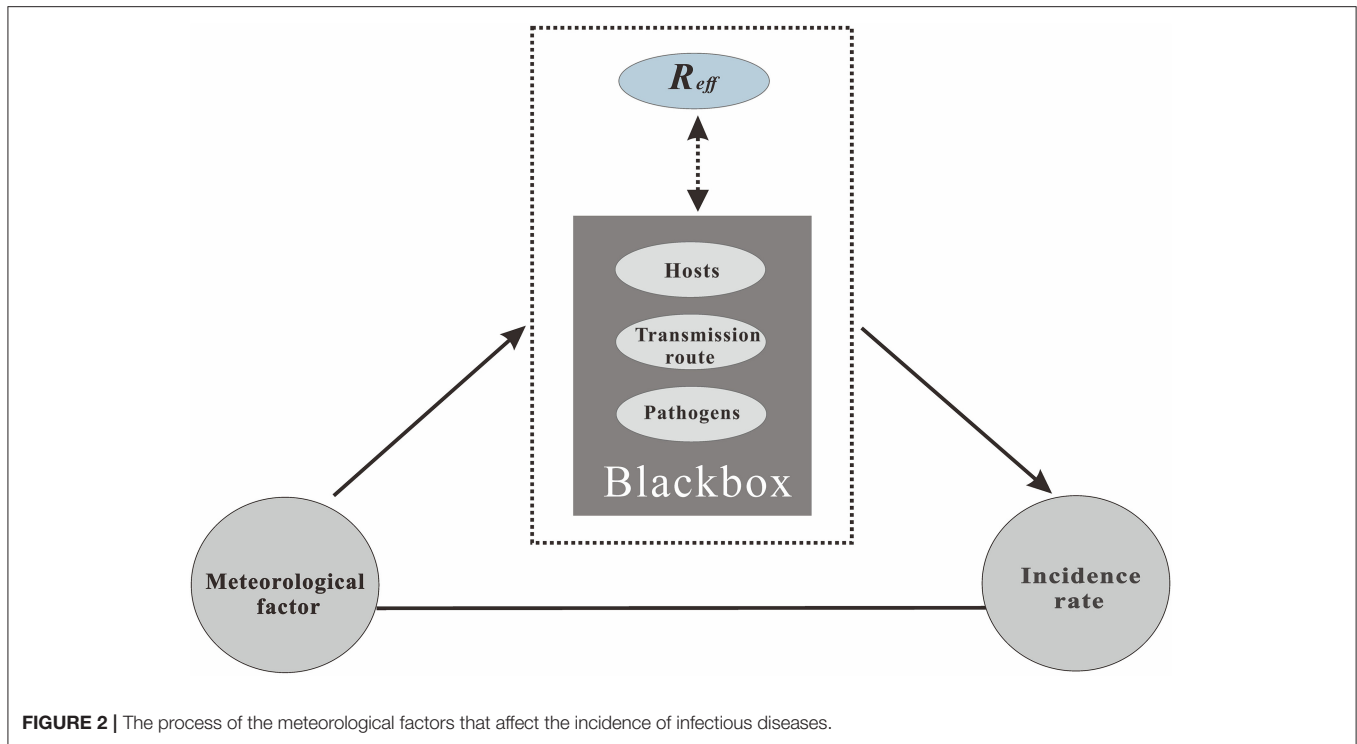 R eff
Hosts
Transmission
route
Pathogens
Blackbox
Meteorological
factor
Incidence
rate
FIGURE 2 | The process of the meteorological factors that affect the incidence of infectious diseases.